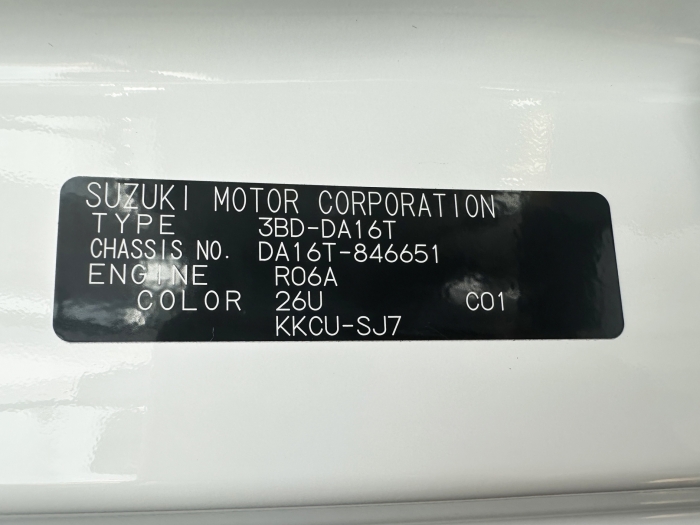 SUZUKI MOTOR CORPORATION
TYPE 3BD-DA16T
CHASSIS NO. DA16T-846651
ENGINE R06A
COLOR 26U C01
KKCU-SJ7